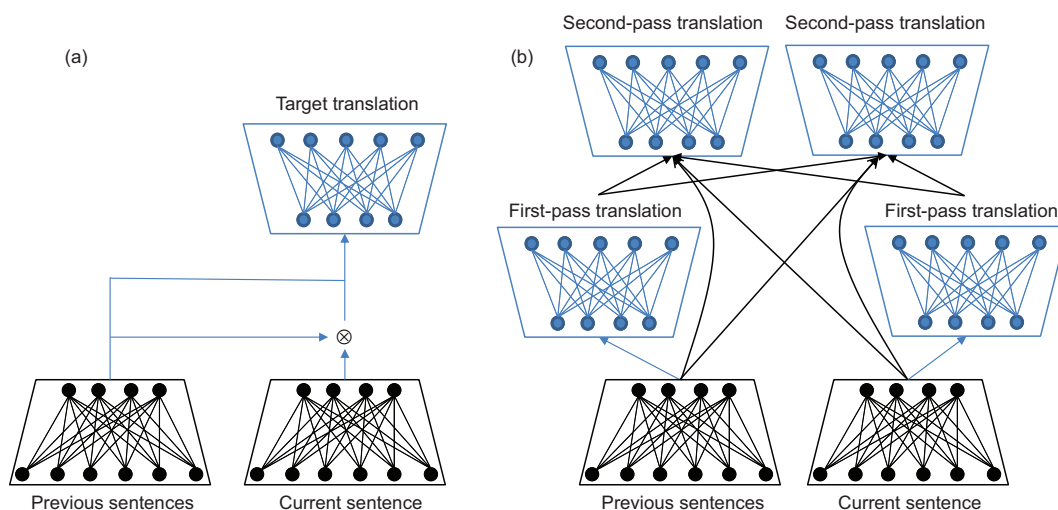 (a)
Target translation
Previous sentences
Current sentence
(b)
Second-pass translation
Second-pass translation
First-pass translation
First-pass translation
Previous sentences
Current sentence